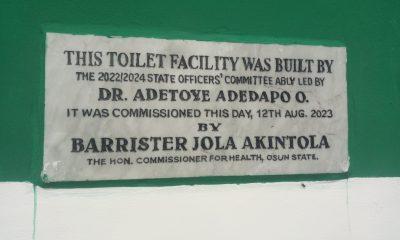 THIS TOILET FACILITY WAS BUILT BY
THE 2022/2024 STATE OFFICERS' COMMITTEE ABLY LED BY
DR. ADETOYE ADEDAPO O.
IT WAS COMMISSIONED THIS DAY, 12TH AUG. 2023
BY
BARRISTER JOLA AKINTOLA
THE HON. COMMISSIONER FOR HEALTH, OSUN STATE.